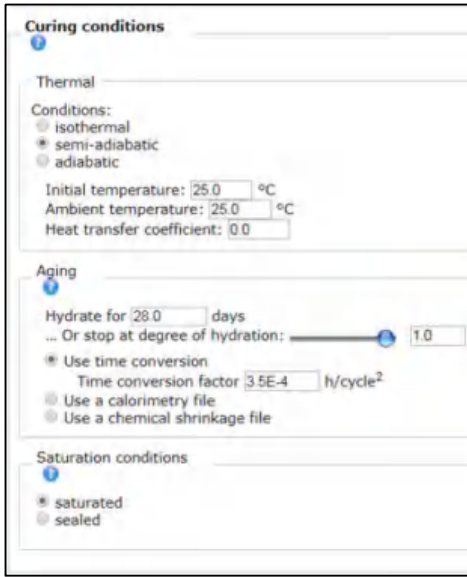 Curing conditions
?
Thermal
Conditions:
isothermal
semi-adiabatic
adiabatic
Initial temperature: 25.0 ºC
Ambient temperature: 25.0 ºC
Heat transfer coefficient: 0.0
Aging
?
Hydrate for 28.0 days
... Or stop at degree of hydration: 1.0
Use time conversion
Time conversion factor 3.5E-4 h/cycle²
Use a calorimetry file
Use a chemical shrinkage file
Saturation conditions
?
saturated
sealed